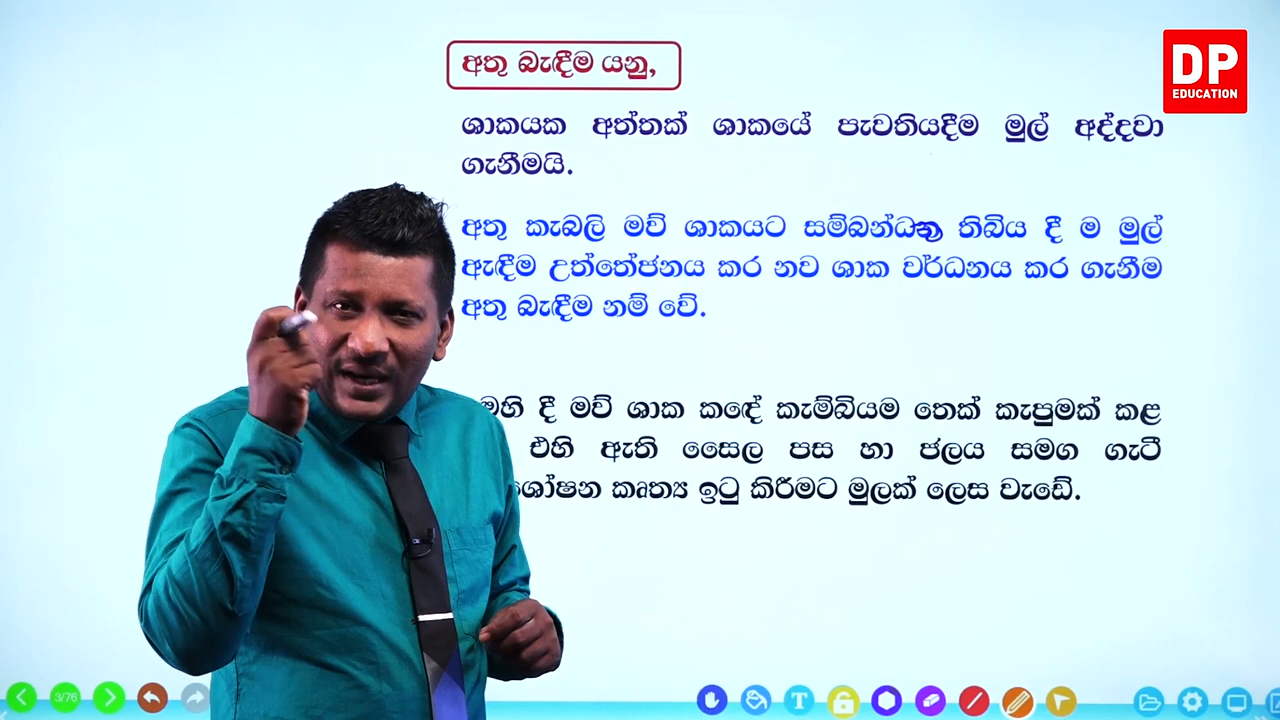 අතු බැඳීම යනු,
DP
EDUCATION
ශාකයක අත්තක් ශාකයේ පැවතියදීම මුල් අද්දවා
ගැනීමයි.
අතු කැබලි මව් ශාකයට සම්බන්ධව තිබිය දී ම මුල්
ඇඳීම උත්තේජනය කර නව ශාක වර්ධනය කර ගැනීම
අතු බැඳීම නම් වේ.
මෙහි දී මව් ශාක කඳේ කැම්බියම තෙක් කැපුමක් කළ
එහි ඇති සෛල පස හා ජලය සමග ගැටී
කෘත්‍ය ඉටු කිරීමට මුලක් ලෙස වැඩේ.
3/76